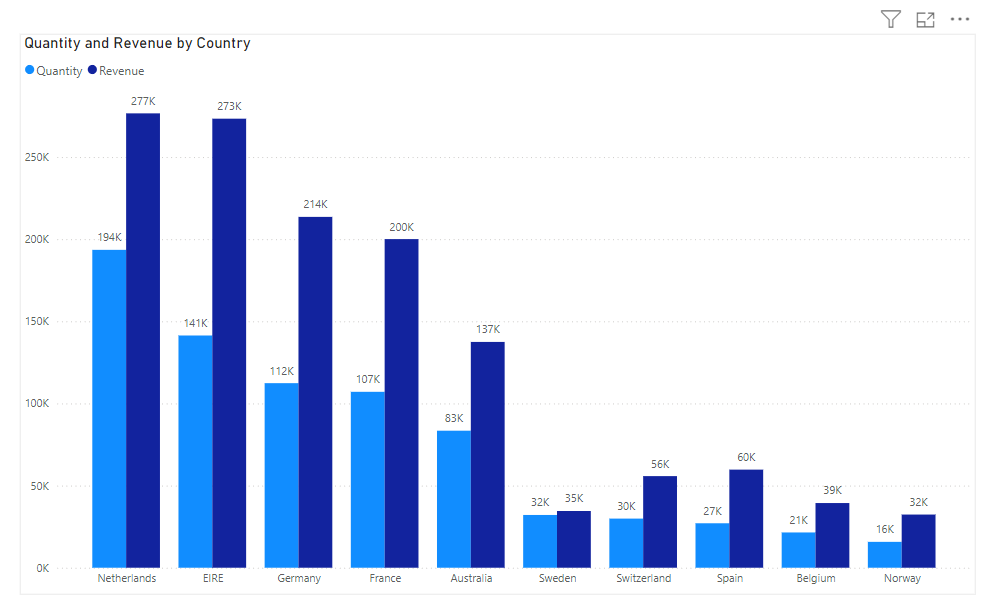 Quantity and Revenue by Country
Quantity Revenue
277K 273K
250K
214K
200K 194K 200K
150K 141K 137K
112K 107K
100K 83K
50K 32K 35K 30K 56K 27K 60K 21K 39K 16K 32K
0K
Netherlands EIRE Germany France Australia Sweden Switzerland Spain Belgium Norway